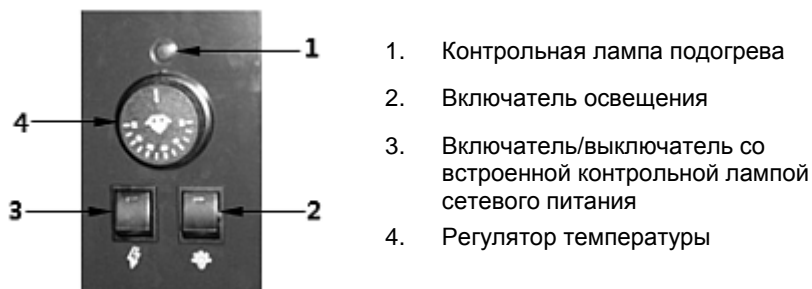 1
4
3
2
1. Контрольная лампа подогрева
2. Включатель освещения
3. Включатель/выключатель со
встроенной контрольной лампой
сетевого питания
4. Регулятор температуры